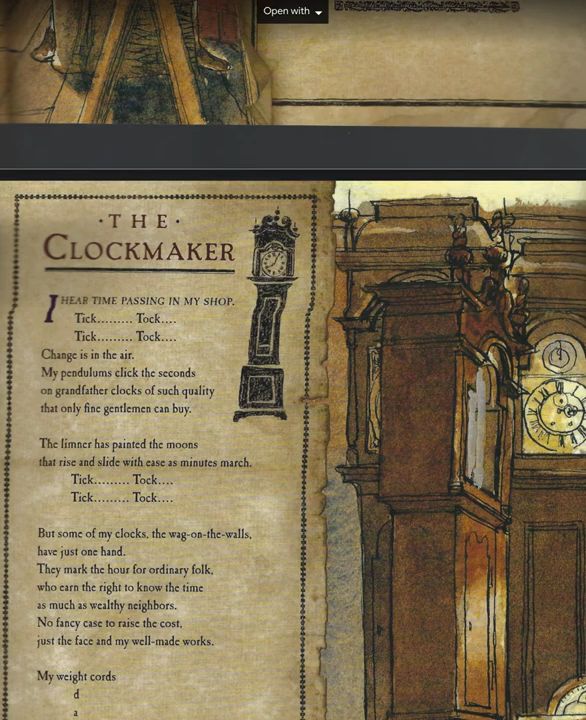 Open with
·THE·
CLOCKMAKER
I HEAR TIME PASSING IN MY SHOP.
Tick......... Tock....
Tick......... Tock....
Change is in the air.
My pendulums click the seconds
on grandfather clocks of such quality
that only fine gentlemen can buy.
The limner has painted the moons
that rise and slide with ease as minutes march.
Tick......... Tock....
Tick......... Tock....
But some of my clocks, the wag-on-the-walls,
have just one hand.
They mark the hour for ordinary folk,
who earn the right to know the time
as much as wealthy neighbors.
No fancy case to raise the cost,
just the face and my well-made works.
My weight cords
d
a